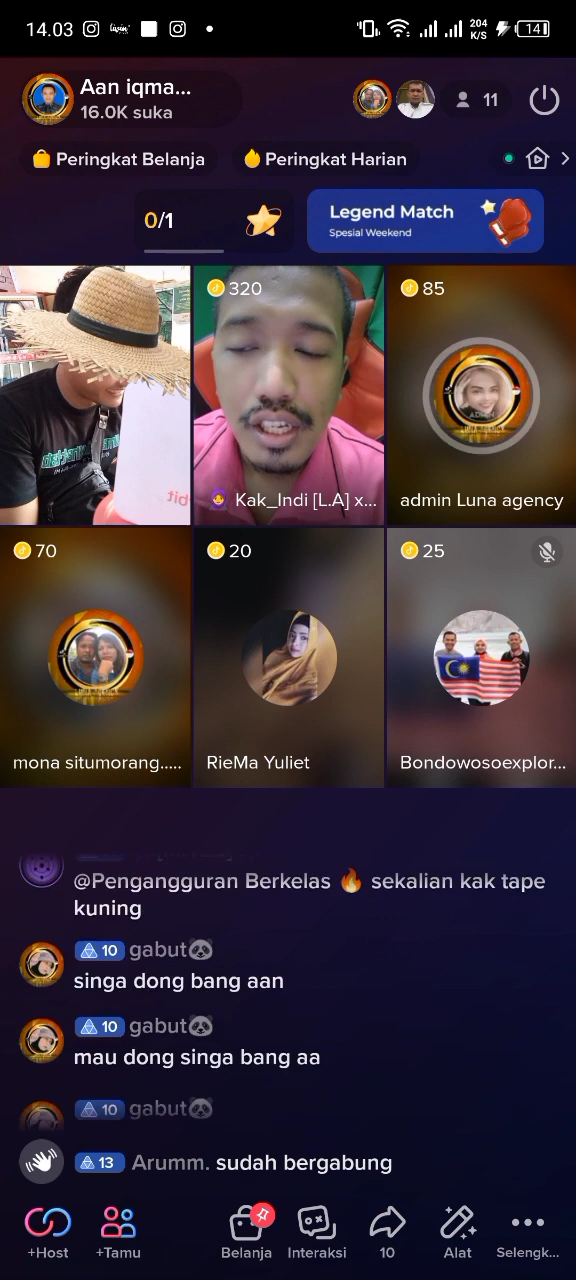 14.03
204
K/S
14
Aan iqma...
16.0K suka
11
Peringkat Belanja
Peringkat Harian
0/1
Legend Match
Spesial Weekend
320
85
Kak_Indi [L.A] x...
admin Luna agency
70
20
25
mona situmorang.....
RieMa Yuliet
Bondowosoexplor...
@Pengangguran Berkelas 🔥 sekalian kak tape
kuning
10 gabut🐼
singa dong bang aan
10 gabut🐼
mau dong singa bang aa
10 gabut🐼
13 Arumm. sudah bergabung
+Host
+Tamu
Belanja
Interaksi
10
Alat
Selengk...